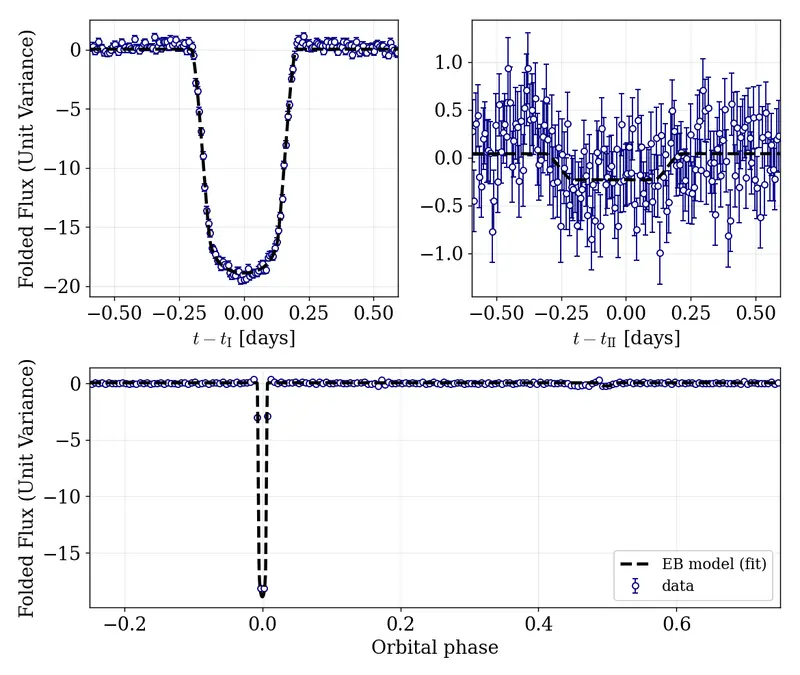 Folded Flux (Unit Variance)
0
−5
−10
−15
−20
−0.50 −0.25 0.00 0.25 0.50
t − tI [days]
1.0
0.5
0.0
−0.5
−1.0
−0.50 −0.25 0.00 0.25 0.50
t − tII [days]
Folded Flux (Unit Variance)
0
−5
−10
−15
−0.2 0.0 0.2 0.4 0.6
Orbital phase
EB model (fit)
data